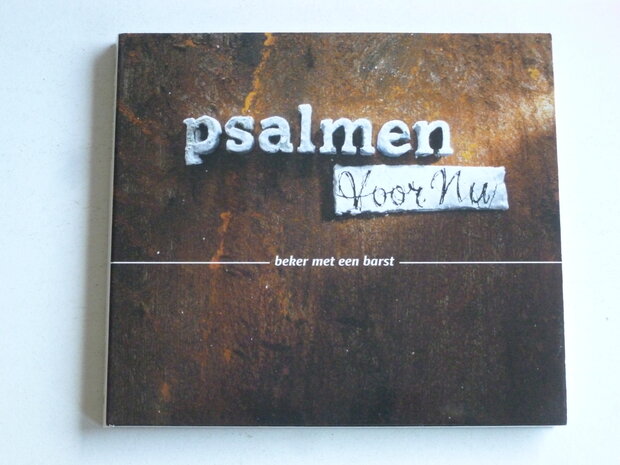 psalmen
Voor Nu
beker met een barst